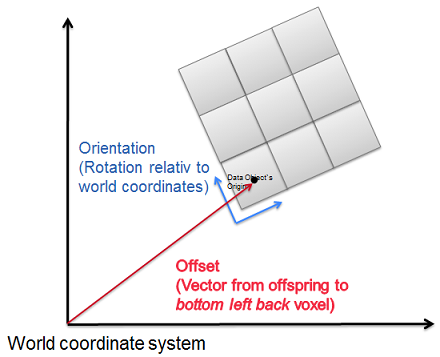 Orientation
(Rotation relativ to
world coordinates)
Data Object's
Origin
Offset
(Vector from offspring to
bottom left back voxel)
World coordinate system